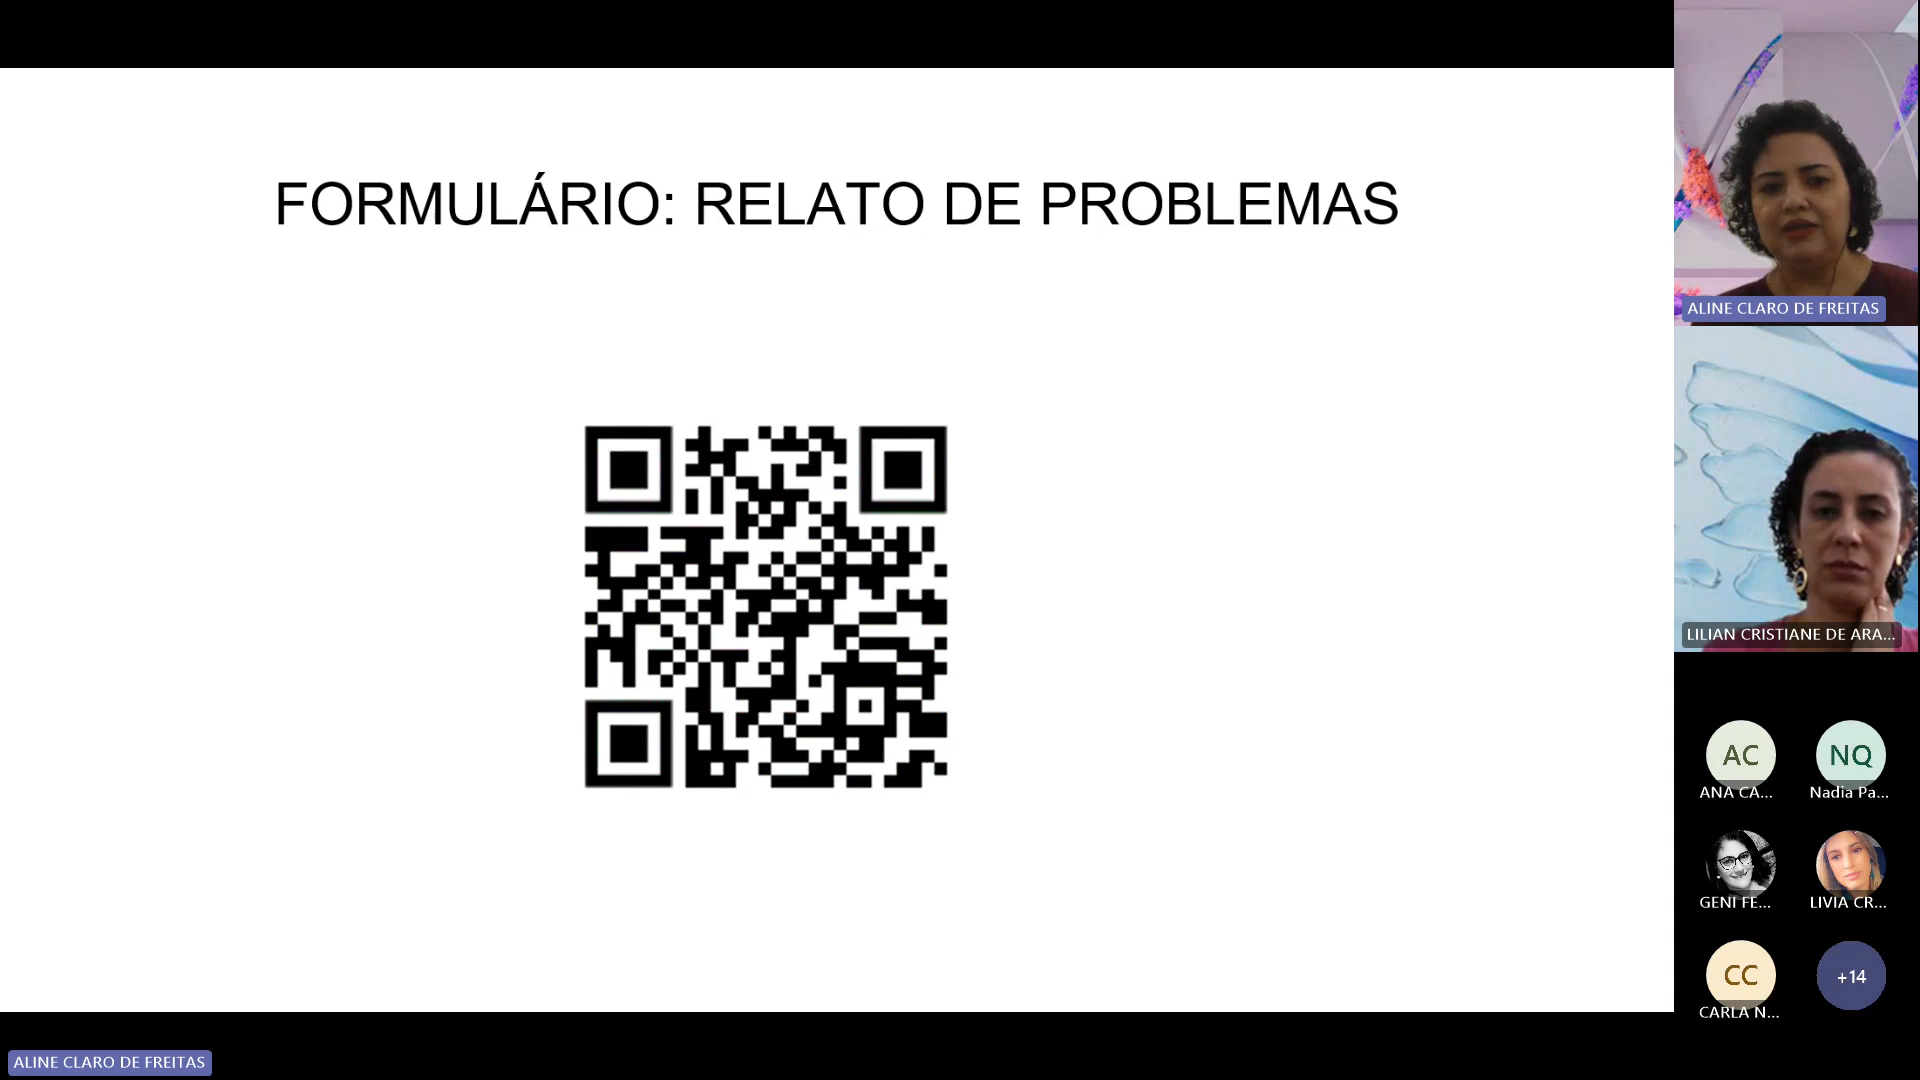 FORMULÁRIO: RELATO DE PROBLEMAS
ALINE CLARO DE FREITAS
LILIAN CRISTIANE DE ARA...
AC
ANA CA...
NQ
Nadia Pa...
GENI FE...
LIVIA CR...
CC
CARLA N...
+14
ALINE CLARO DE FREITAS